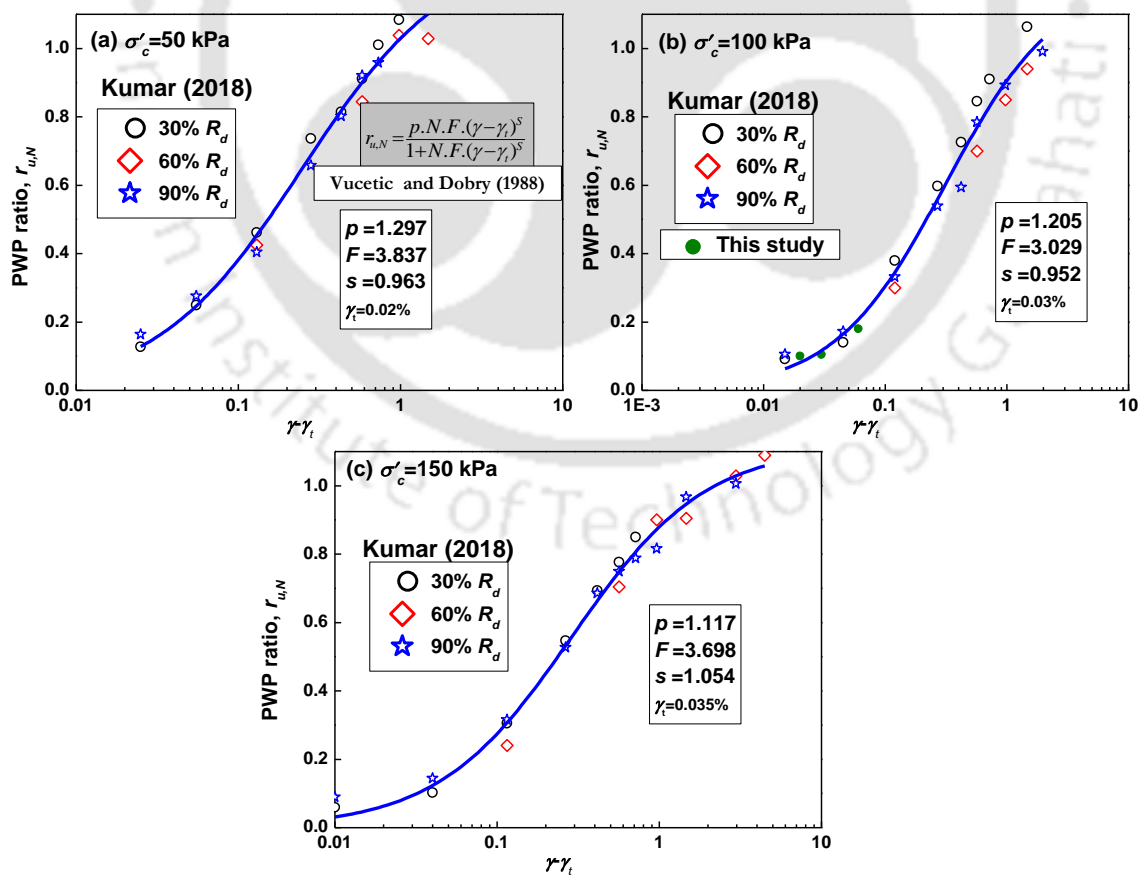 (a) σ′c=50 kPa
Kumar (2018)
30% Rd
60% Rd
90% Rd
ru,N = p.N.F.(γ−γt)^S / 1+N.F.(γ−γt)^S
Vucetic and Dobry (1988)
p=1.297
F=3.837
s=0.963
γt=0.02%
PWP ratio, ru,N
1.0
0.8
0.6
0.4
0.2
0.0
0.01
0.1
1
10
γ-γt
(b) σ′c=100 kPa
Kumar (2018)
30% Rd
60% Rd
90% Rd
This study
p=1.205
F=3.029
s=0.952
γt=0.03%
PWP ratio, ru,N
1.0
0.8
0.6
0.4
0.2
0.0
1E-3
0.01
0.1
1
10
γ-γt
(c) σ′c=150 kPa
Kumar (2018)
30% Rd
60% Rd
90% Rd
p=1.117
F=3.698
s=1.054
γt=0.035%
PWP ratio, ru,N
1.0
0.8
0.6
0.4
0.2
0.0
0.01
0.1
1
10
γ-γt
Institute of Technology G
ahati